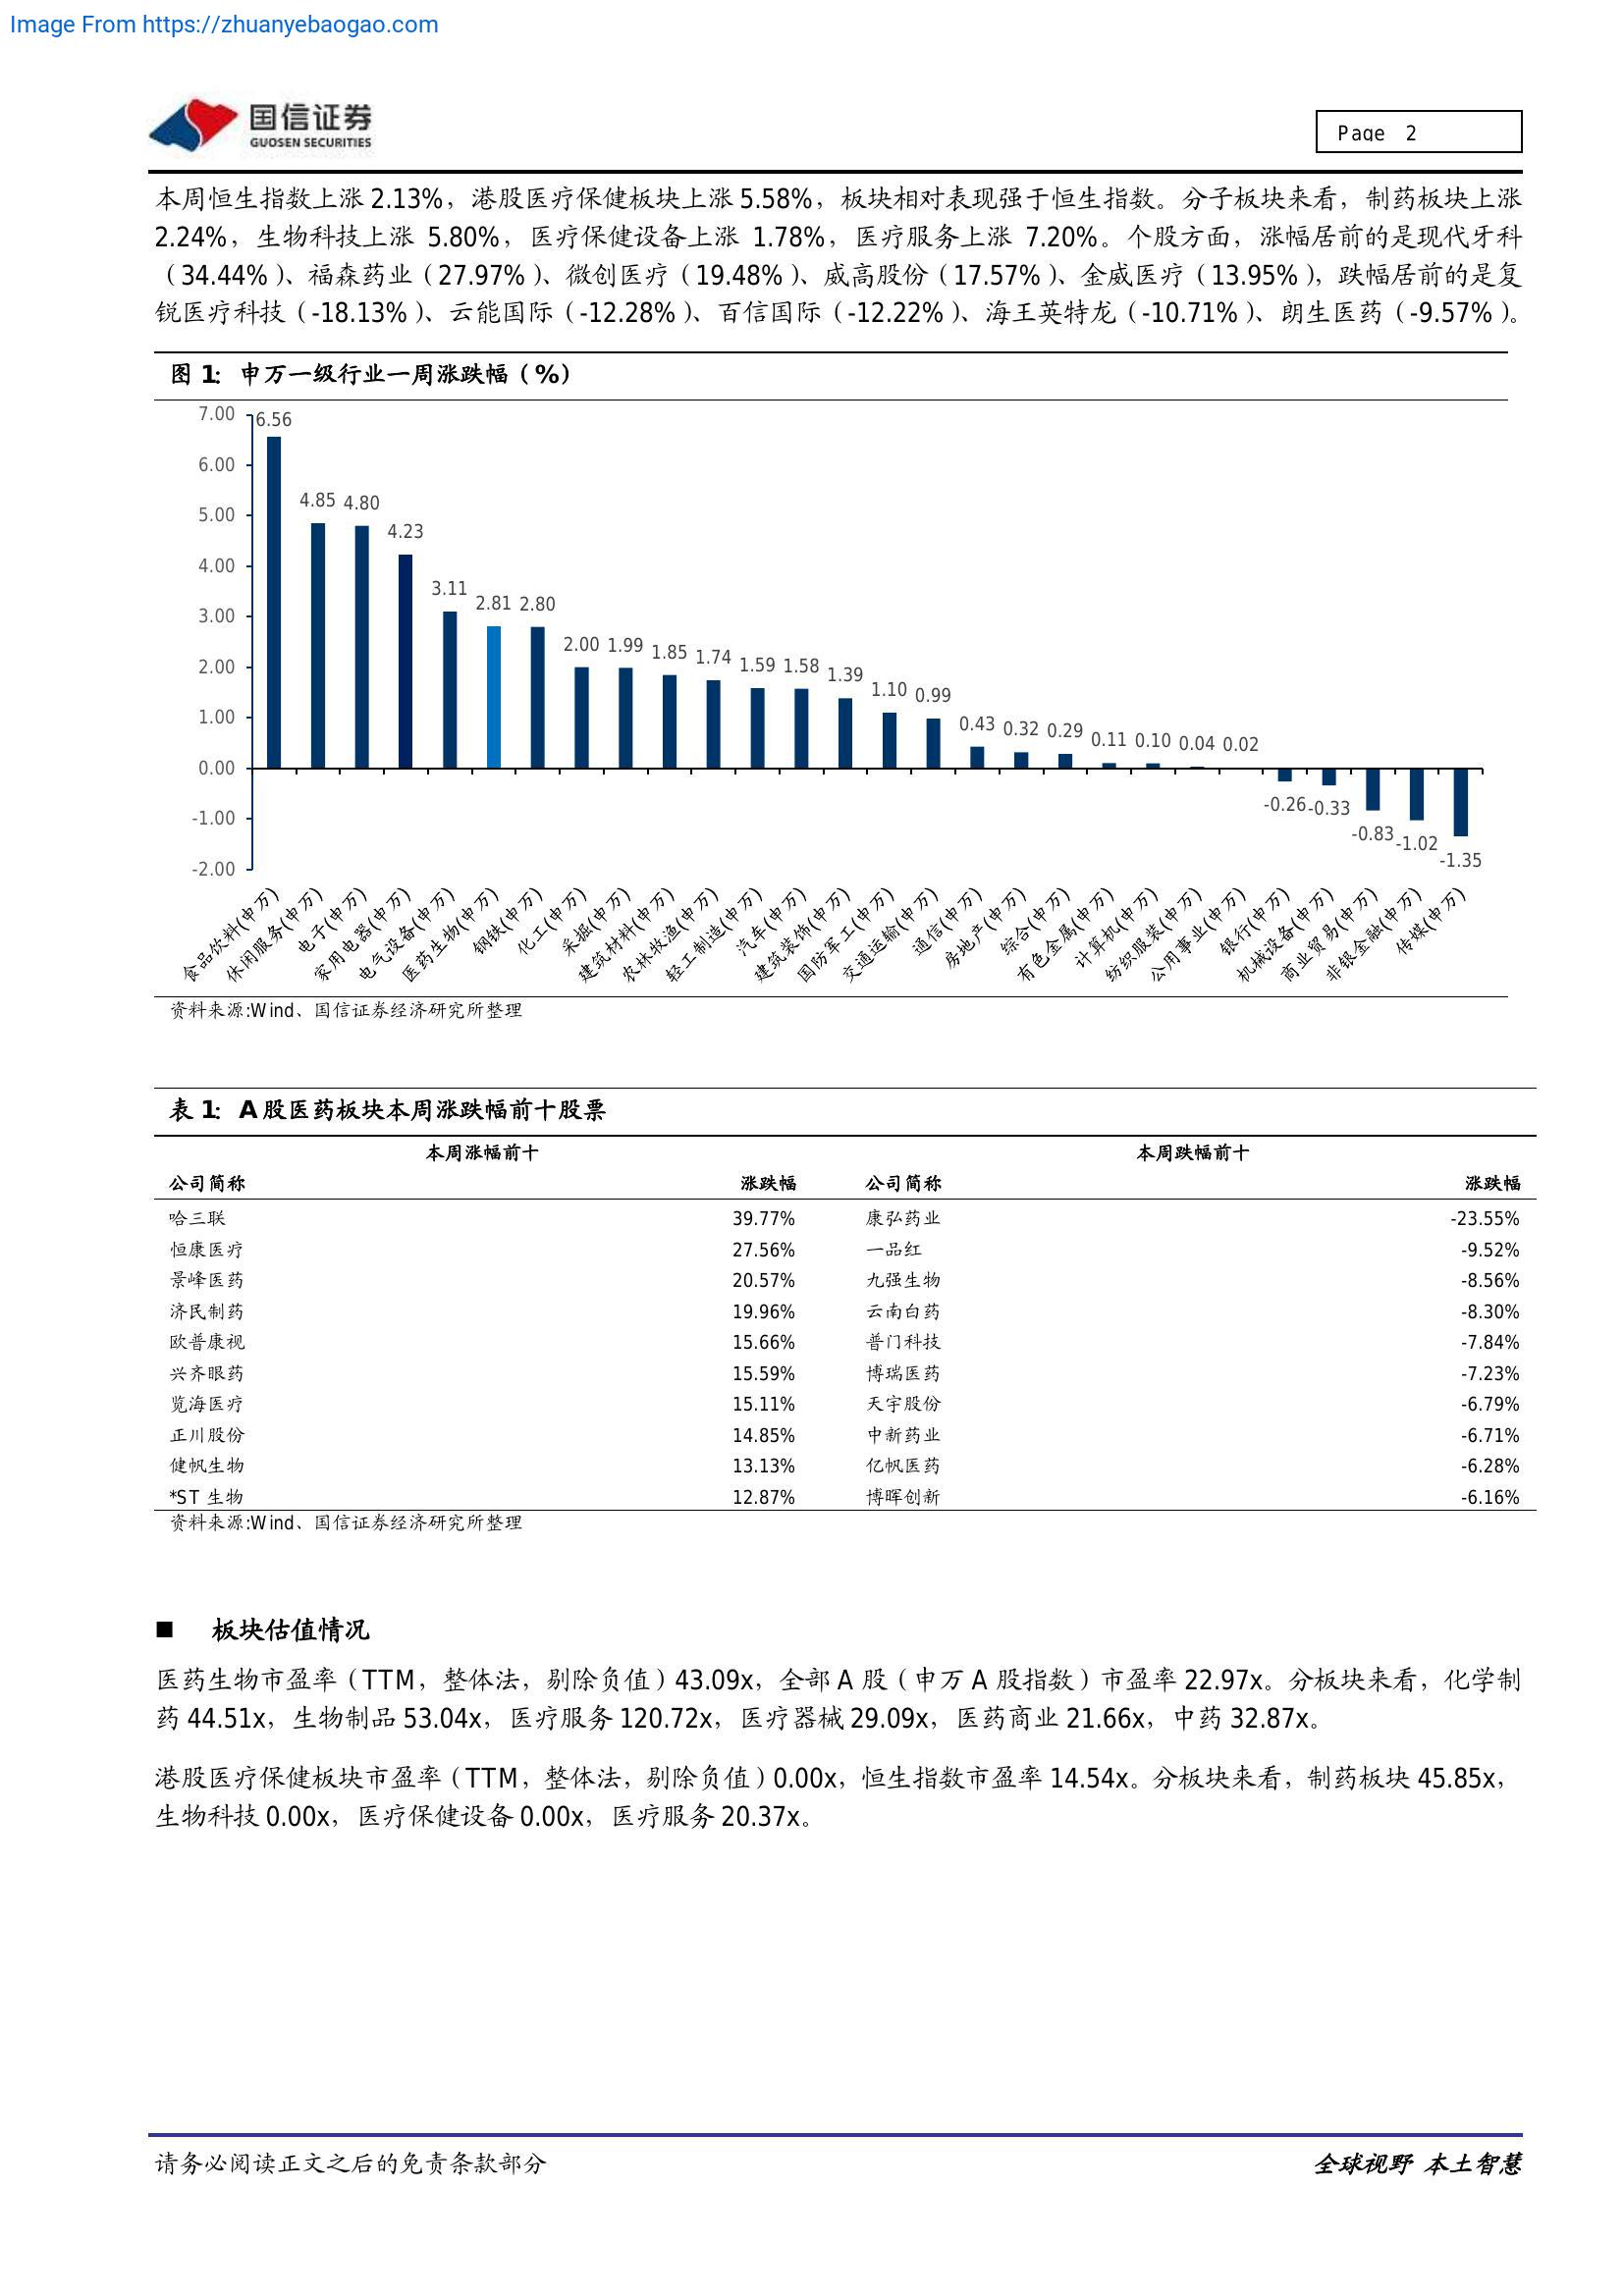 Image From https://zhuanyebaogao.com
国信证券
GUOSEN SECURITIES
Page 2
本周恒生指数上涨 2.13%，港股医疗保健板块上涨 5.58%，板块相对表现强于恒生指数。分子板块来看，制药板块上涨
2.24%，生物科技上涨 5.80%，医疗保健设备上涨 1.78%，医疗服务上涨 7.20%。个股方面，涨幅居前的是现代牙科
（34.44%）、福森药业（27.97%）、微创医疗（19.48%）、威高股份（17.57%）、金威医疗（13.95%），跌幅居前的是复
锐医疗科技（-18.13%）、云能国际（-12.28%）、百信国际（-12.22%）、海王英特龙（-10.71%）、朗生医药（-9.57%）。
图 1：申万一级行业一周涨跌幅（%）
7.00
6.00
5.00
4.00
3.00
2.00
1.00
0.00
-1.00
-2.00
6.56
4.85
4.80
4.23
3.11
2.81
2.80
2.00
1.99
1.85
1.74
1.59
1.58
1.39
1.10
0.99
0.43
0.32
0.29
0.11
0.10
0.04
0.02
-0.26
-0.33
-0.83
-1.02
-1.35
食品饮料(申万)
休闲服务(申万)
电子(申万)
家用电器(申万)
电气设备(申万)
医药生物(申万)
钢铁(申万)
化工(申万)
采掘(申万)
建筑材料(申万)
农林牧渔(申万)
轻工制造(申万)
汽车(申万)
建筑装饰(申万)
国防军工(申万)
交通运输(申万)
通信(申万)
房地产(申万)
综合(申万)
有色金属(申万)
计算机(申万)
纺织服装(申万)
公用事业(申万)
银行(申万)
机械设备(申万)
商业贸易(申万)
非银金融(申万)
传媒(申万)
资料来源:Wind、国信证券经济研究所整理
表 1：A 股医药板块本周涨跌幅前十股票
本周涨幅前十 本周跌幅前十
公司简称 涨跌幅 公司简称 涨跌幅
哈三联 39.77% 康弘药业 -23.55%
恒康医疗 27.56% 一品红 -9.52%
景峰医药 20.57% 九强生物 -8.56%
济民制药 19.96% 云南白药 -8.30%
欧普康视 15.66% 普门科技 -7.84%
兴齐眼药 15.59% 博瑞医药 -7.23%
览海医疗 15.11% 天宇股份 -6.79%
正川股份 14.85% 中新药业 -6.71%
健帆生物 13.13% 亿帆医药 -6.28%
*ST 生物 12.87% 博晖创新 -6.16%
资料来源:Wind、国信证券经济研究所整理
■ 板块估值情况
医药生物市盈率（TTM，整体法，剔除负值）43.09x，全部 A 股（申万 A 股指数）市盈率 22.97x。分板块来看，化学制
药 44.51x，生物制品 53.04x，医疗服务 120.72x，医疗器械 29.09x，医药商业 21.66x，中药 32.87x。
港股医疗保健板块市盈率（TTM，整体法，剔除负值）0.00x，恒生指数市盈率 14.54x。分板块来看，制药板块 45.85x，
生物科技 0.00x，医疗保健设备 0.00x，医疗服务 20.37x。
请务必阅读正文之后的免责条款部分
全球视野 本土智慧